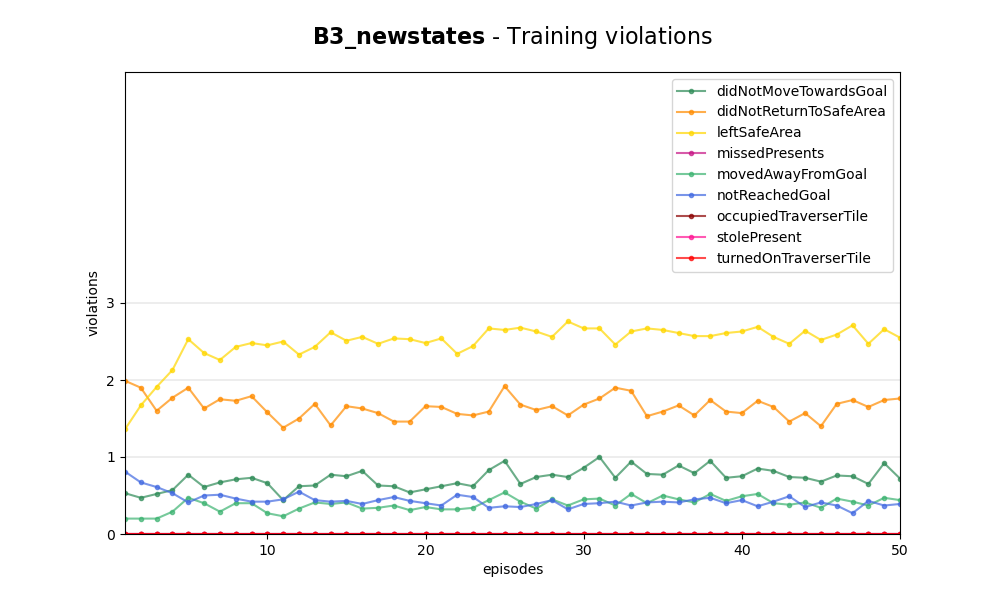 B3_newstates - Training violations
didNotMoveTowardsGoal
didNotReturnToSafeArea
leftSafeArea
missedPresents
movedAwayFromGoal
notReachedGoal
occupiedTraverserTile
stolePresent
turnedOnTraverserTile
violations
3
2
1
0
10 20 30 40 50
episodes